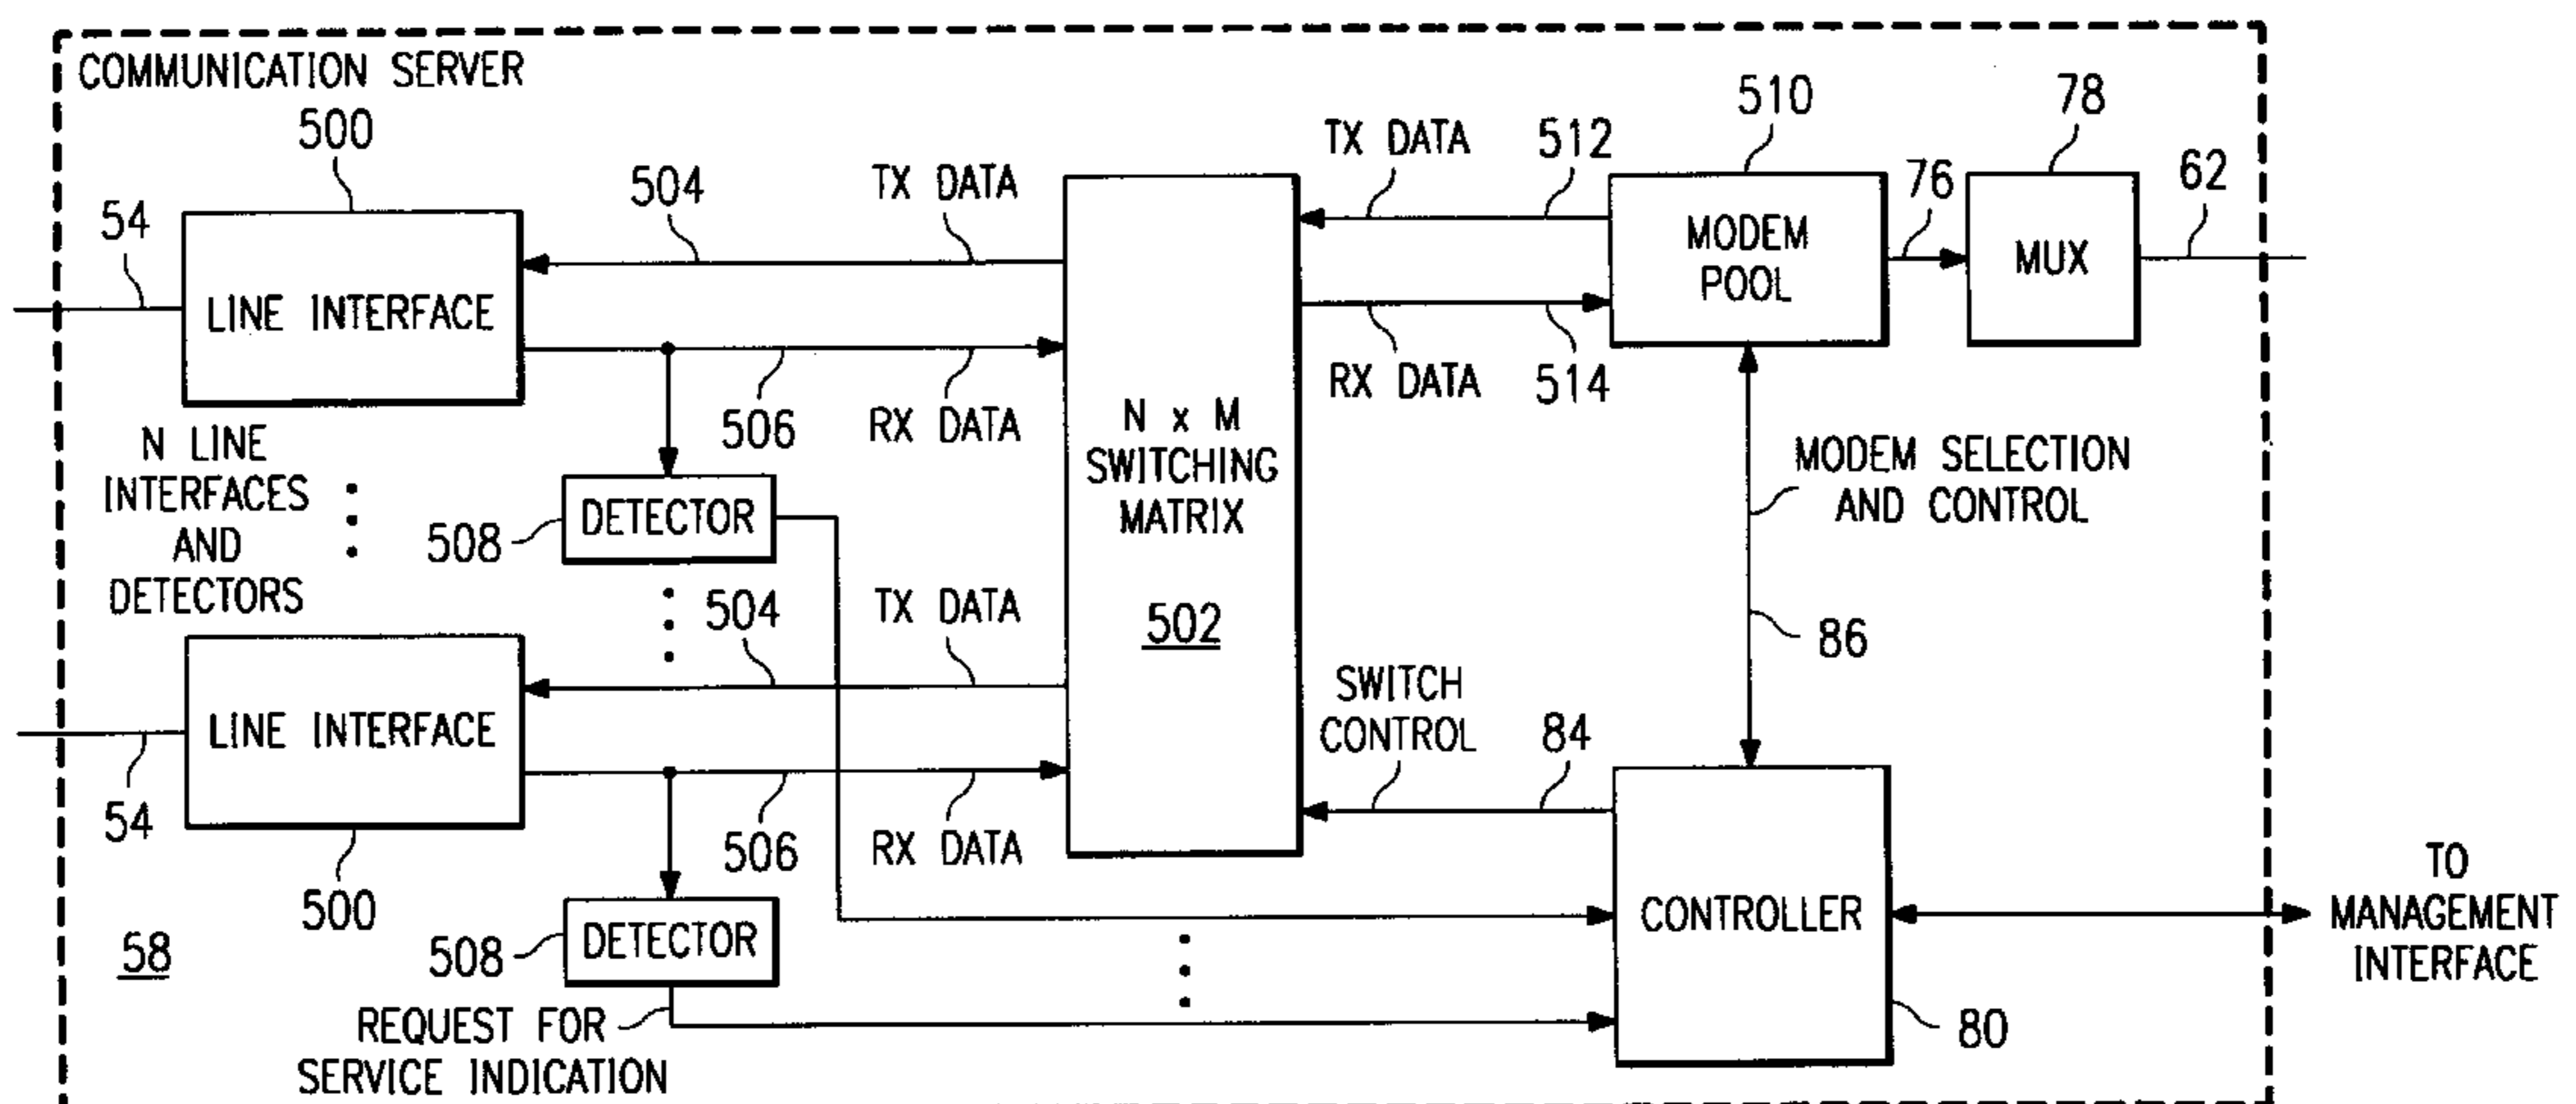 COMMUNICATION SERVER
500
54
LINE INTERFACE
504
TX DATA
506
RX DATA
N LINE
INTERFACES
AND
DETECTORS
508
DETECTOR
504
TX DATA
54
LINE INTERFACE
500
506
RX DATA
508
DETECTOR
58
REQUEST FOR
SERVICE INDICATION
N x M
SWITCHING
MATRIX
502
TX DATA
512
RX DATA
514
510
MODEM
POOL
76
78
MUX
62
MODEM SELECTION
AND CONTROL
86
SWITCH
CONTROL
84
CONTROLLER
80
TO
MANAGEMENT
INTERFACE